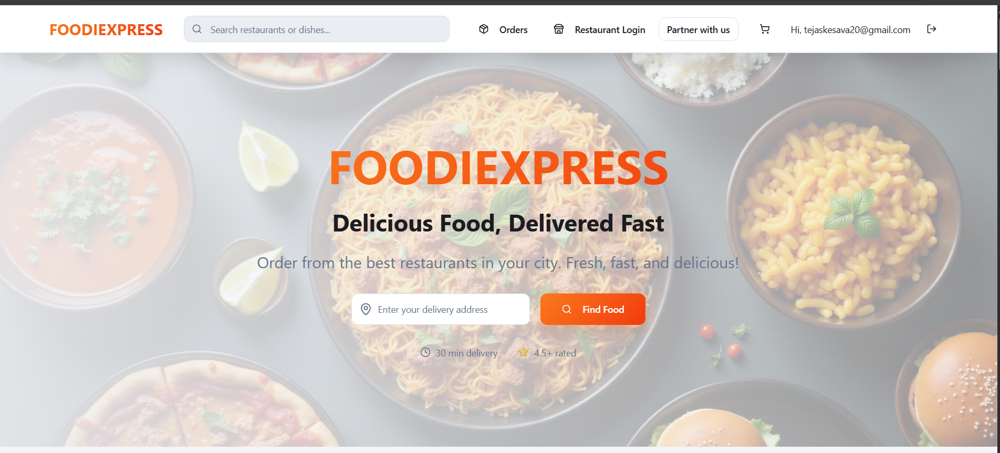 FOODIEXPRESS
Search restaurants or dishes...
Orders
Restaurant Login
Partner with us
Hi, tejaskesava20@gmail.com
FOODIEXPRESS
Delicious Food, Delivered Fast
Order from the best restaurants in your city. Fresh, fast, and delicious!
Enter your delivery address
Find Food
30 min delivery
4.5+ rated